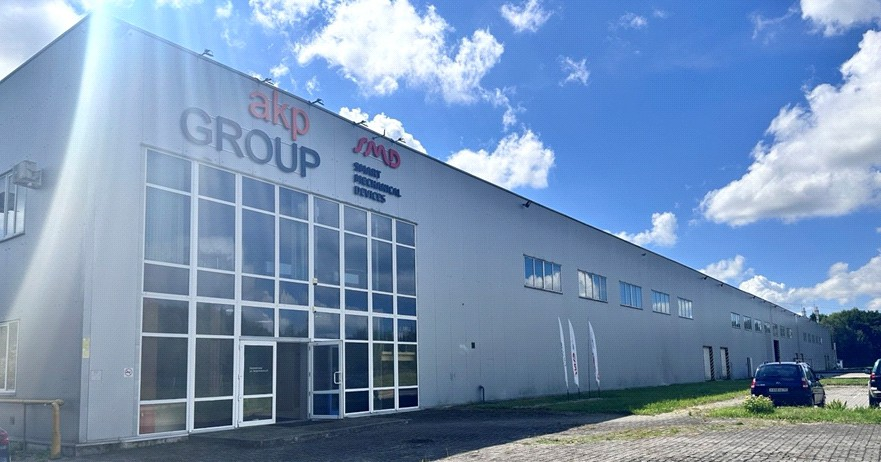 akp
GROUP
SMD
SMART
MECHANICAL
DEVICES